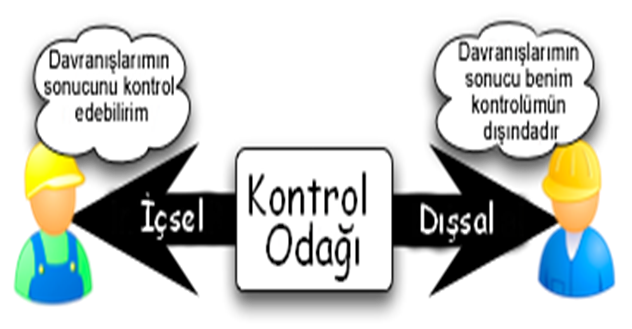 Davranışlarımın
sonucunu kontrol
edebilirim
Davranışlarımın
sonucu benim
kontrolümün
dışındadır
Kontrol
Odağı
İçsel
Dışsal